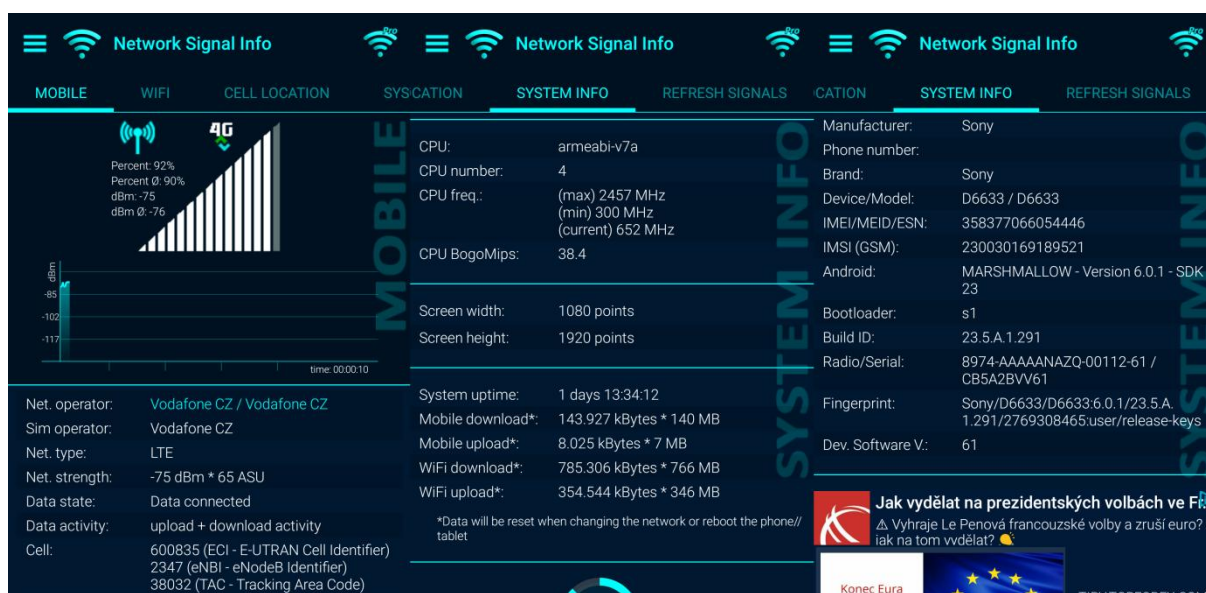 Network Signal Info
Pro
MOBILE WIFI CELL LOCATION SYS
4G
Percent: 92%
Percent Ø: 90%
dBm: -75
dBm Ø: -76
MOBILE
dBm
-85
-102
-117
time: 00:00:10
Net. operator: Vodafone CZ / Vodafone CZ
Sim operator: Vodafone CZ
Net. type: LTE
Net. strength: -75 dBm * 65 ASU
Data state: Data connected
Data activity: upload + download activity
Cell: 600835 (ECI - E-UTRAN Cell Identifier)
2347 (eNBI - eNodeB Identifier)
38032 (TAC - Tracking Area Code)
Network Signal Info
Pro
CATION SYSTEM INFO REFRESH SIGNALS
CPU: armeabi-v7a
CPU number: 4
CPU freq.: (max) 2457 MHz
(min) 300 MHz
(current) 652 MHz
CPU BogoMips: 38.4
Screen width: 1080 points
Screen height: 1920 points
System uptime: 1 days 13:34:12
Mobile download*: 143.927 kBytes * 140 MB
Mobile upload*: 8.025 kBytes * 7 MB
WiFi download*: 785.306 kBytes * 766 MB
WiFi upload*: 354.544 kBytes * 346 MB
*Data will be reset when changing the network or reboot the phone//
tablet
SYSTEM INFO
Network Signal Info
Pro
CATION SYSTEM INFO REFRESH SIGNALS
Manufacturer: Sony
Phone number:
Brand: Sony
Device/Model: D6633 / D6633
IMEI/MEID/ESN: 358377066054446
IMSI (GSM): 230030169189521
Android: MARSHMALLOW - Version 6.0.1 - SDK
23
Bootloader: s1
Build ID: 23.5.A.1.291
Radio/Serial: 8974-AAAAANAZQ-00112-61 /
CB5A2BVV61
Fingerprint: Sony/D6633/D6633:6.0.1/23.5.A.
1.291/2769308465:user/release-keys
Dev. Software V.: 61
SYSTEM INFO
Jak vydělat na prezidentských volbách ve Fr
Vyhraje Le Penová francouzské volby a zruší euro?
jak na tom vydělat?
Konec Eura